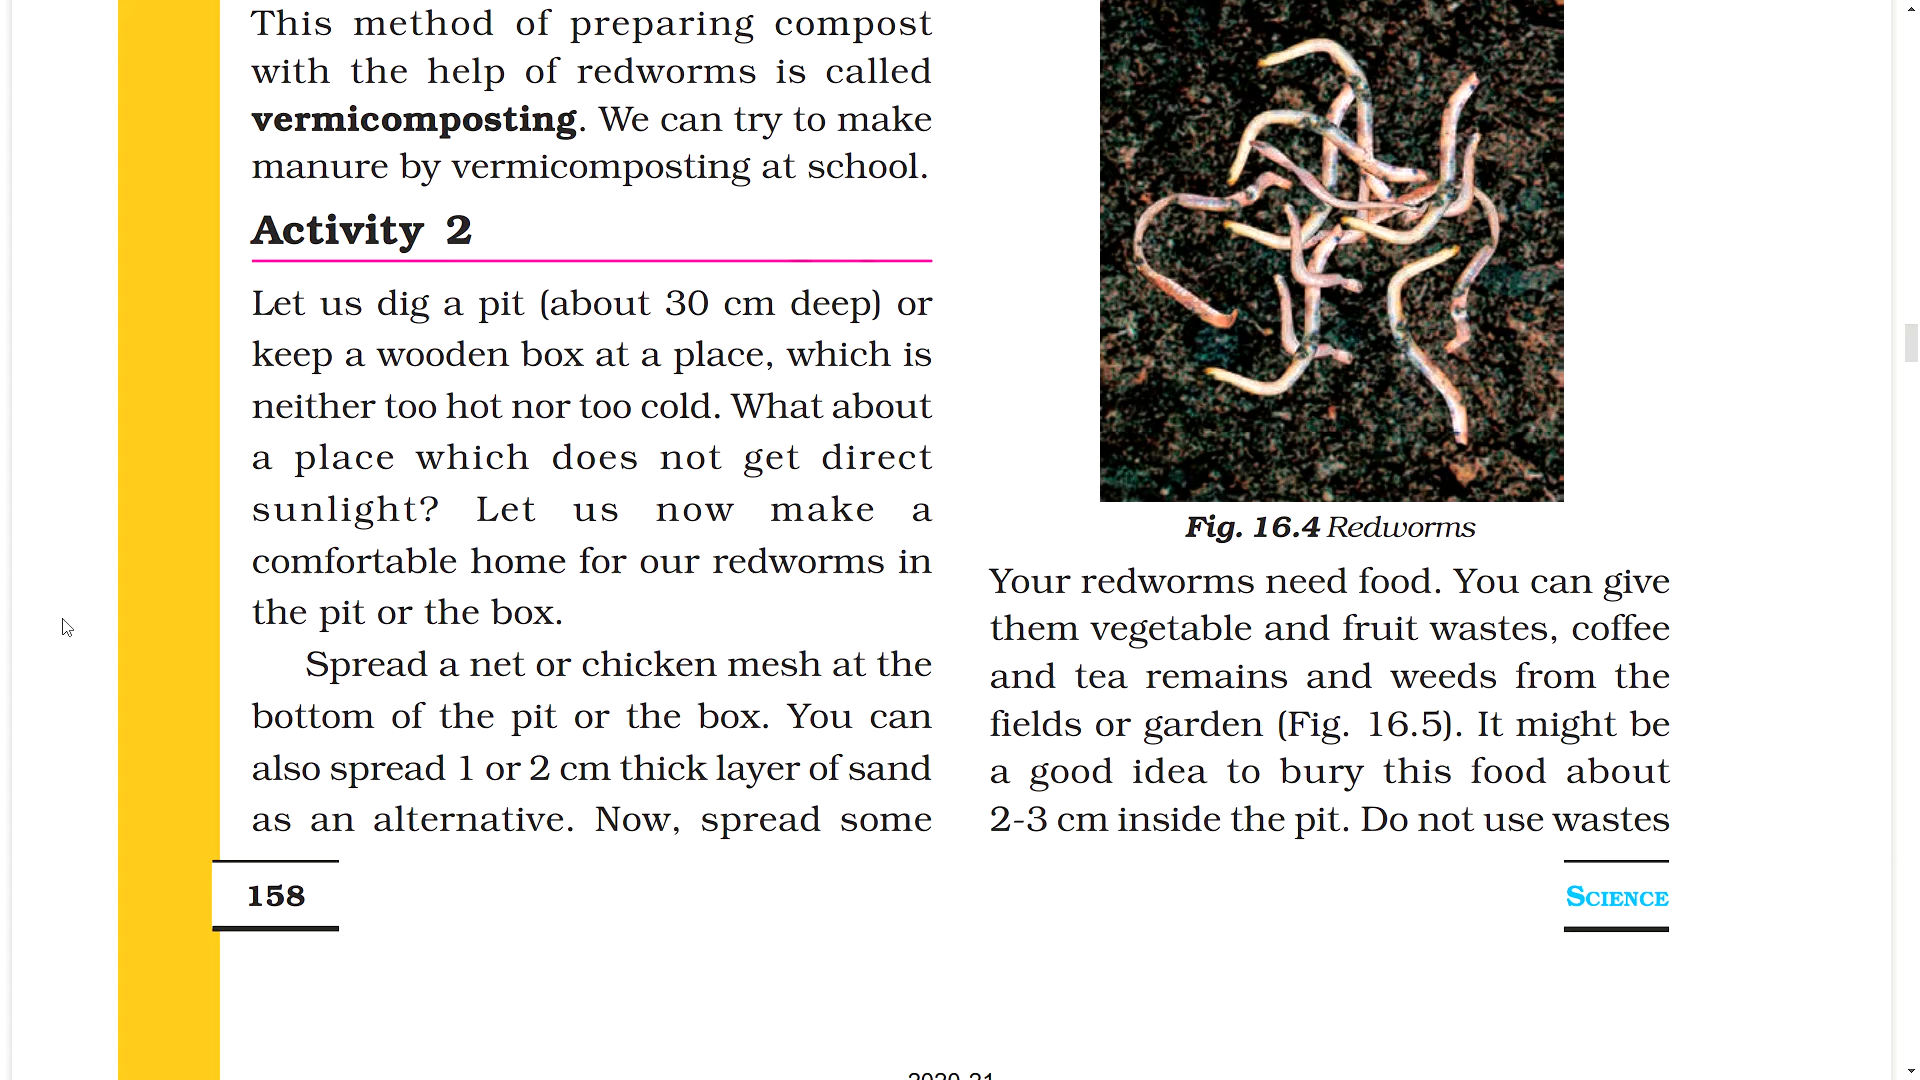 This method of preparing compost
with the help of redworms is called
vermicomposting. We can try to make
manure by vermicomposting at school.
Activity 2
Let us dig a pit (about 30 cm deep) or
keep a wooden box at a place, which is
neither too hot nor too cold. What about
a place which does not get direct
sunlight? Let us now make a
comfortable home for our redworms in
the pit or the box.
Spread a net or chicken mesh at the
bottom of the pit or the box. You can
also spread 1 or 2 cm thick layer of sand
as an alternative. Now, spread some
Fig. 16.4 Redworms
Your redworms need food. You can give
them vegetable and fruit wastes, coffee
and tea remains and weeds from the
fields or garden (Fig. 16.5). It might be
a good idea to bury this food about
2-3 cm inside the pit. Do not use wastes
158
SCIENCE
2020-21